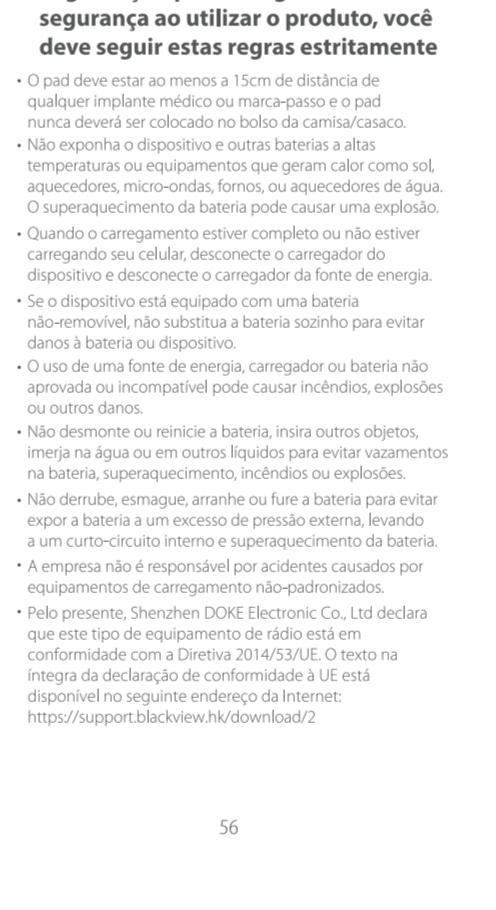 segurança ao utilizar o produto, você
deve seguir estas regras estritamente
• O pad deve estar ao menos a 15cm de distância de
qualquer implante médico ou marca-passo e o pad
nunca deverá ser colocado no bolso da camisa/casaco.
• Não exponha o dispositivo e outras baterias a altas
temperaturas ou equipamentos que geram calor como sol,
aquecedores, micro-ondas, fornos, ou aquecedores de água.
O superaquecimento da bateria pode causar uma explosão.
• Quando o carregamento estiver completo ou não estiver
carregando seu celular, desconecte o carregador do
dispositivo e desconecte o carregador da fonte de energia.
• Se o dispositivo está equipado com uma bateria
não-removível, não substitua a bateria sozinho para evitar
danos à bateria ou dispositivo.
• O uso de uma fonte de energia, carregador ou bateria não
aprovada ou incompatível pode causar incêndios, explosões
ou outros danos.
• Não desmonte ou reinicie a bateria, insira outros objetos,
imerja na água ou em outros líquidos para evitar vazamentos
na bateria, superaquecimento, incêndios ou explosões.
• Não derrube, esmague, arranhe ou fure a bateria para evitar
expor a bateria a um excesso de pressão externa, levando
a um curto-circuito interno e superaquecimento da bateria.
• A empresa não é responsável por acidentes causados por
equipamentos de carregamento não-padronizados.
• Pelo presente, Shenzhen DOKE Electronic Co., Ltd declara
que este tipo de equipamento de rádio está em
conformidade com a Diretiva 2014/53/UE. O texto na
íntegra da declaração de conformidade à UE está
disponível no seguinte endereço da Internet:
https://support.blackview.hk/download/2
56